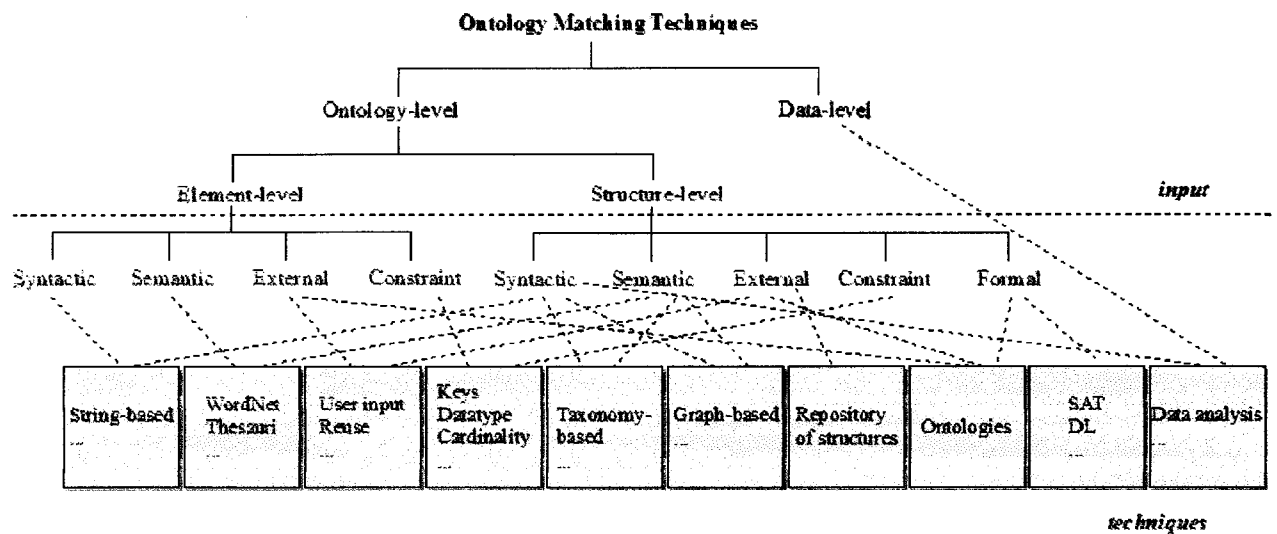 Ontology Matching Techniques
Ontology-level
Data-level
Element-level
Structure-level
input
Syntactic
Semantic
External
Constraint
Syntactic
Semantic
External
Constraint
Formal
String-based
...
WordNet
Thesauri
...
User input
Reuse
...
Keys
Datatype
Cardinality
...
Taxonomy-
based
...
Graph-based
...
Repository
of structures
Ontologies
SAT
DL
...
Data analysis
...
techniques